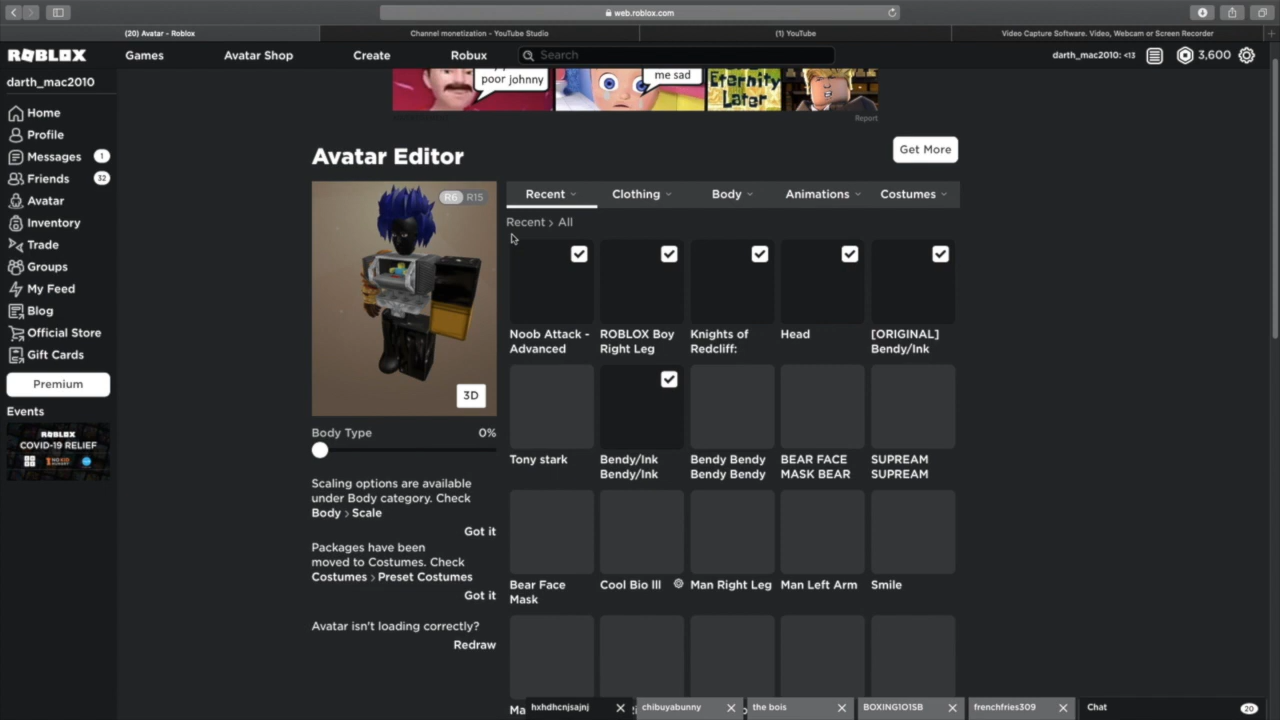 web.roblox.com
(20) Avatar - Roblox
Channel monetization - YouTube Studio
(1) YouTube
Video Capture Software. Video, Webcam or Screen Recorder
ROBLOX
Games
Avatar Shop
Create
Robux
Search
darth_mac2010: <13
3,600
darth_mac2010
Home
Profile
Messages
1
Friends
32
Avatar
Inventory
Trade
Groups
My Feed
Blog
Official Store
Gift Cards
Premium
Events
ROBLOX
COVID-19 RELIEF
poor johnny
me sad
Eternity
Later
Report
Avatar Editor
Get More
R6 R15
3D
Body Type 0%
Scaling options are available
under Body category. Check
Body > Scale
Got it
Packages have been
moved to Costumes. Check
Costumes > Preset Costumes
Got it
Avatar isn't loading correctly?
Redraw
Recent
Clothing
Body
Animations
Costumes
Recent > All
Noob Attack -
Advanced
ROBLOX Boy
Right Leg
Knights of
Redcliff:
Head
[ORIGINAL]
Bendy/Ink
Tony stark
Bendy/Ink
Bendy/Ink
Bendy Bendy
Bendy Bendy
BEAR FACE
MASK BEAR
SUPREAM
SUPREAM
Bear Face
Mask
Cool Bio lll
Man Right Leg
Man Left Arm
Smile
hxhdhcnjsajnj
chibuyabunny
the bois
BOXING1O1SB
frenchfries309
Chat
20